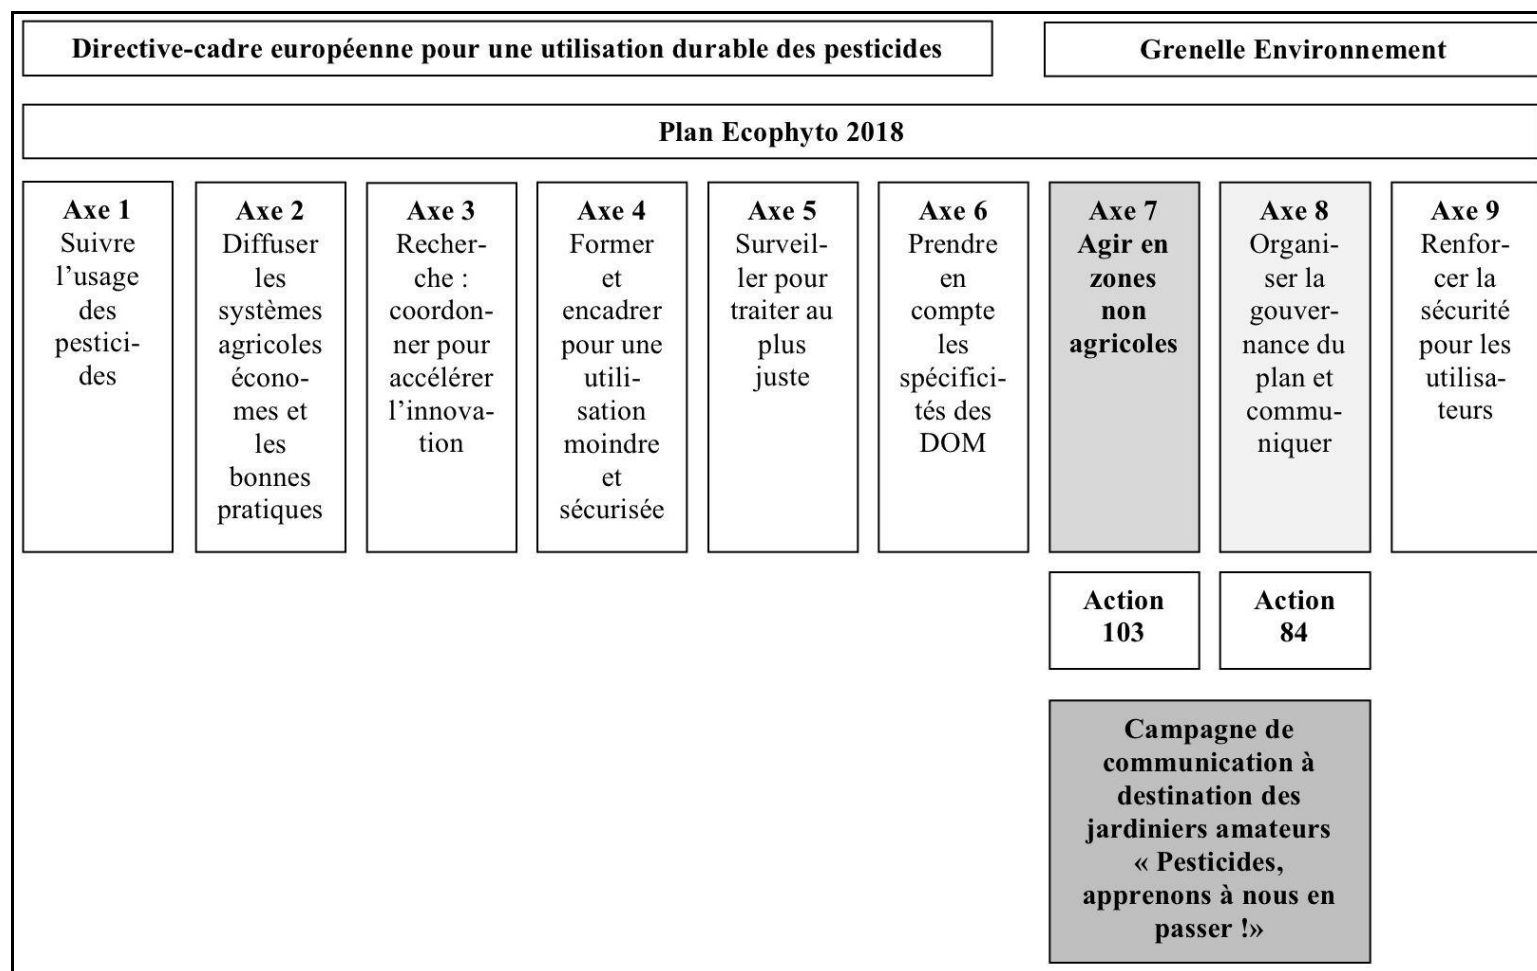 Directive-cadre européenne pour une utilisation durable des pesticides
Grenelle Environnement
Plan Ecophyto 2018
Axe 1
Suivre
l’usage
des
pestici-
des
Axe 2
Diffuser
les
systèmes
agricoles
écono-
mes et
les
bonnes
pratiques
Axe 3
Recher-
che :
coordon-
ner pour
accélérer
l’innova-
tion
Axe 4
Former
et
encadrer
pour une
utili-
sation
moindre
et
sécurisée
Axe 5
Surveil-
ler pour
traiter au
plus
juste
Axe 6
Prendre
en
compte
les
spécifici-
tés des
DOM
Axe 7
Agir en
zones
non
agricoles
Axe 8
Organi-
ser la
gouver-
nance du
plan et
commu-
niquer
Axe 9
Renfor-
cer la
sécurité
pour les
utilisa-
teurs
Action
103
Action
84
Campagne de
communication à
destination des
jardiniers amateurs
« Pesticides,
apprenons à nous en
passer !»